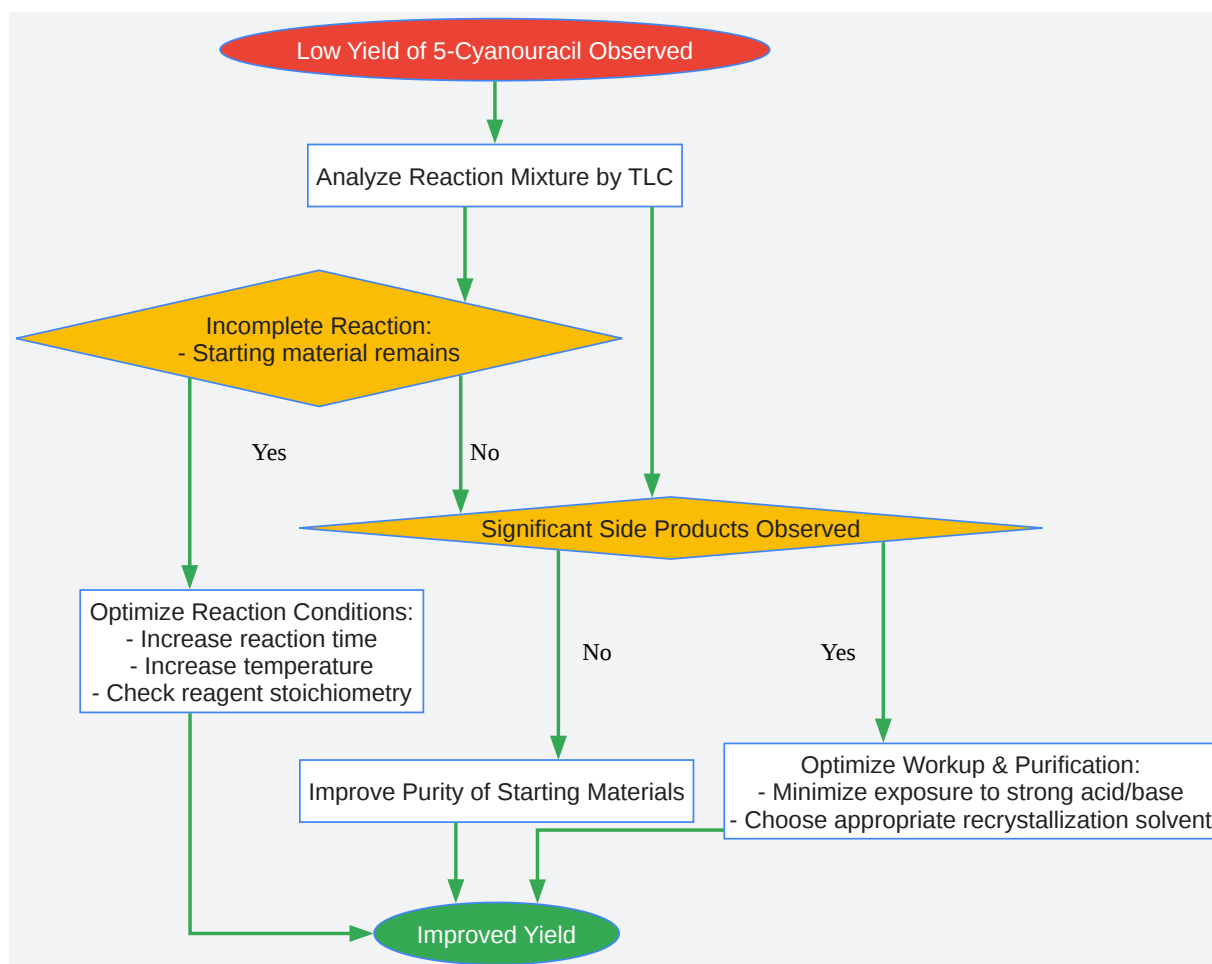 Low Yield of 5-Cyanouracil Observed
Analyze Reaction Mixture by TLC
Incomplete Reaction:
- Starting material remains
Yes
No
Significant Side Products Observed
Optimize Reaction Conditions:
- Increase reaction time
- Increase temperature
- Check reagent stoichiometry
No
Yes
Improve Purity of Starting Materials
Optimize Workup & Purification:
- Minimize exposure to strong acid/base
- Choose appropriate recrystallization solvent
Improved Yield